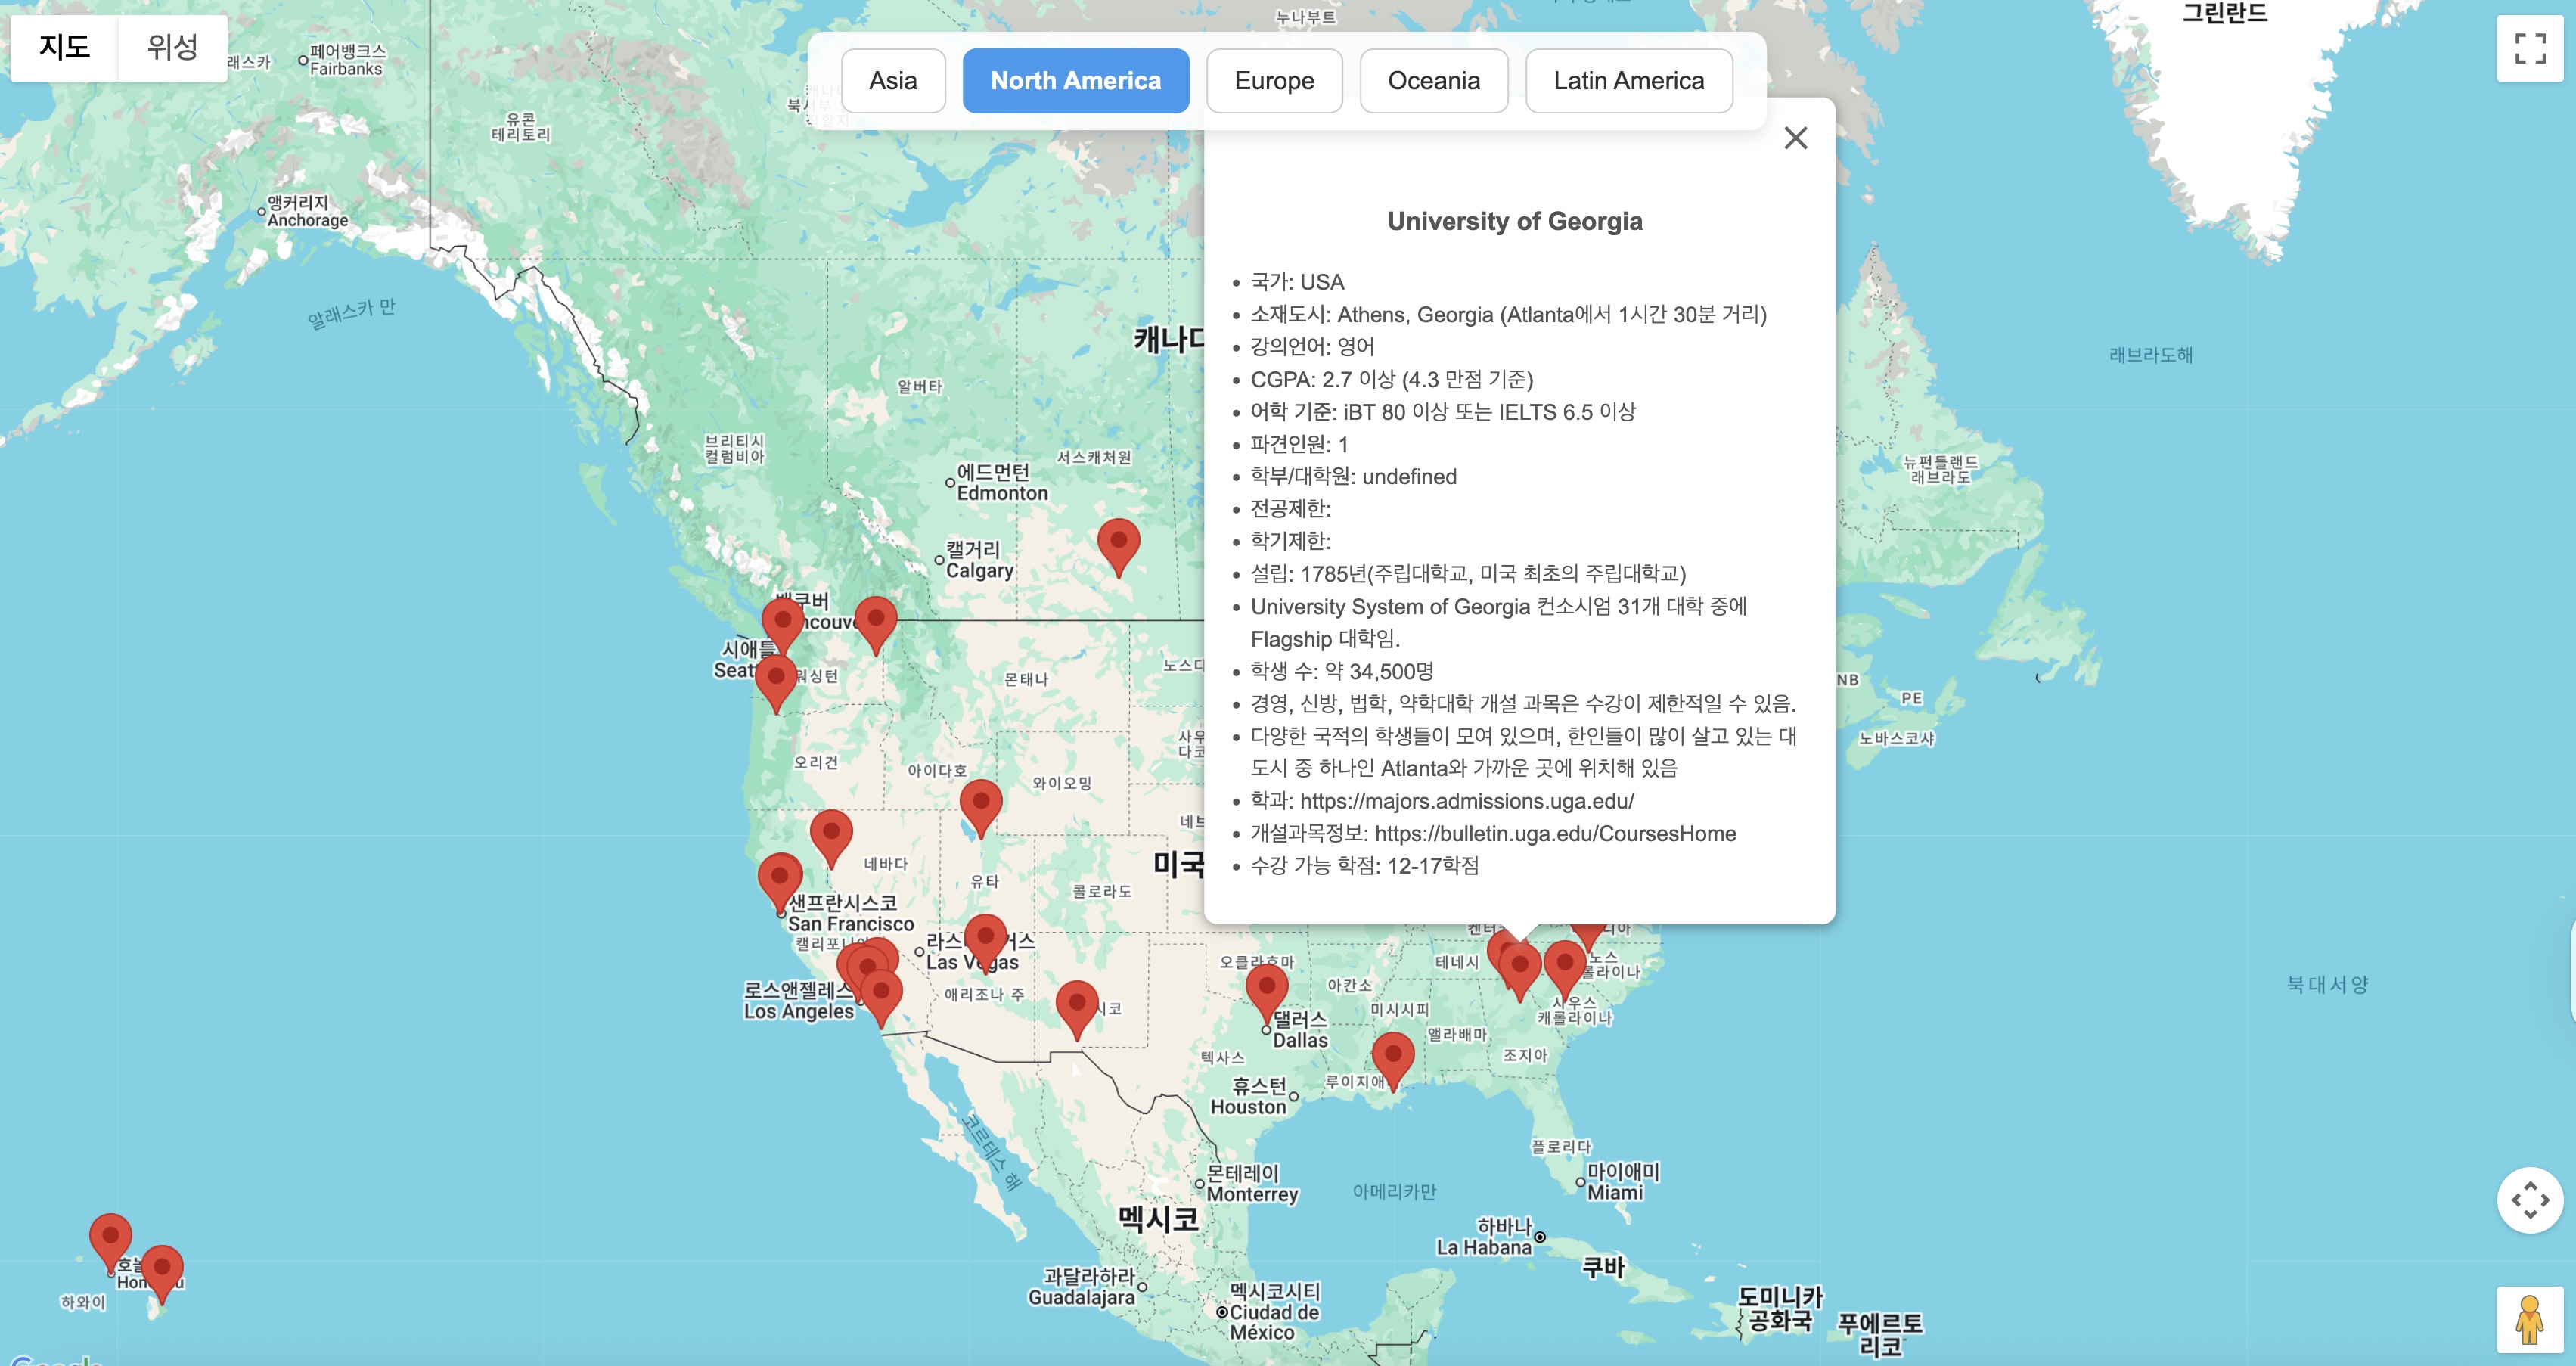 누나부트
그린란드
지도
위성
래스카
페어뱅크스
Fairbanks
Asia
North America
Europe
Oceania
Latin America
유콘
테리토리
앵커리지
Anchorage
알래스카 만
University of Georgia
국가: USA
소재도시: Athens, Georgia (Atlanta에서 1시간 30분 거리)
강의언어: 영어
CGPA: 2.7 이상 (4.3 만점 기준)
어학 기준: iBT 80 이상 또는 IELTS 6.5 이상
파견인원: 1
학부/대학원: undefined
전공제한:
학기제한:
설립: 1785년(주립대학교, 미국 최초의 주립대학교)
University System of Georgia 컨소시엄 31개 대학 중에
Flagship 대학임.
학생 수: 약 34,500명
경영, 신방, 법학, 약학대학 개설 과목은 수강이 제한적일 수 있음.
다양한 국적의 학생들이 모여 있으며, 한인들이 많이 살고 있는 대
도시 중 하나인 Atlanta와 가까운 곳에 위치해 있음
학과: https://majors.admissions.uga.edu/
개설과목정보: https://bulletin.uga.edu/CoursesHome
수강 가능 학점: 12-17학점
캐나다
래브라도해
알버타
브리티시
컬럼비아
에드먼턴
Edmonton
서스캐처원
뉴펀들랜드
래브라도
캘거리
Calgary
밴쿠버
시애틀
워싱턴
몬태나
노스다
NB
PE
노바스코샤
오리건
아이다호
와이오밍
사우
다코
네브
네바다
유타
콜로라도
미국
샌프란시스코
San Francisco
캘리포니아
Las Vegas
로스앤젤레스
Los Angeles
애리조나 주
시코
오클라호마
켄터
테네시
노스
롤라이나
아칸소
미시시피
사우스
캐롤라이나
앨라배마
조지아
댈러스
Dallas
텍사스
루이지애
휴스턴
Houston
북대서양
코르테스 해
플로리다
마이애미
Miami
몬테레이
Monterrey
아메리카만
멕시코
하바나
La Habana
쿠바
과달라하라
Guadalajara
멕시코시티
Ciudad de
México
도미니카
공화국
푸에르토
리코
하와이
Google